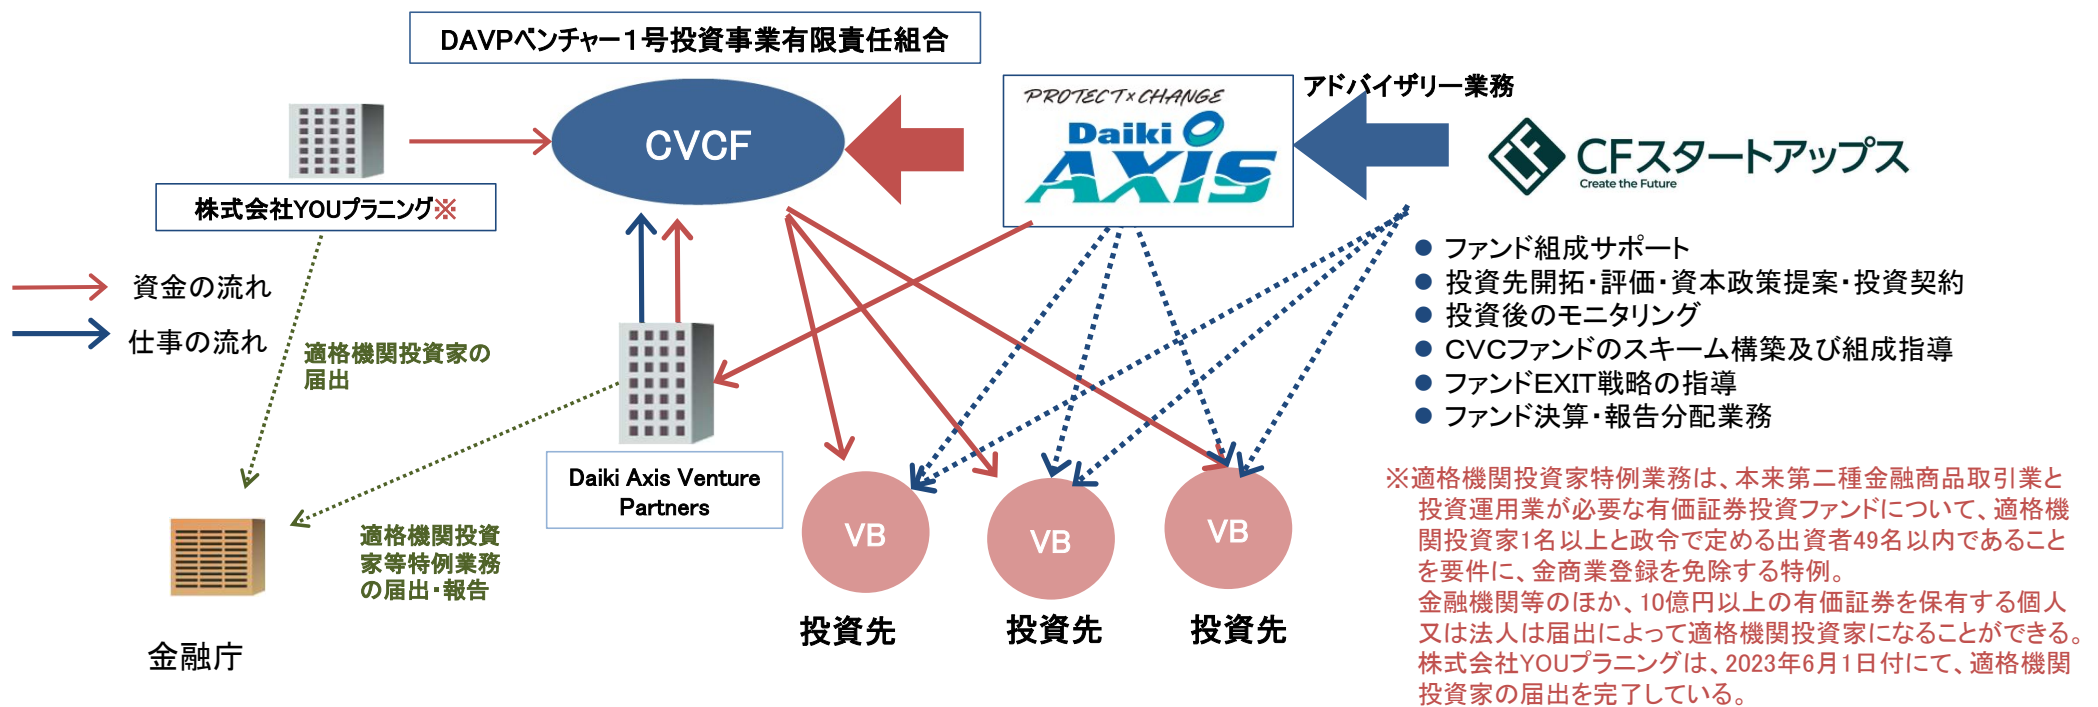 DAVPベンチャー1号投資事業有限責任組合
CVCF
PROTECT×CHANGE
Daiki
AXIS
アドバイザリー業務
CFスタートアップス
Create the Future
株式会社YOUプラニング※
資金の流れ
仕事の流れ
適格機関投資家の
届出
Daiki Axis Venture
Partners
適格機関投資
家等特例業務
の届出・報告
金融庁
VB
VB
VB
投資先
投資先
投資先
● ファンド組成サポート
● 投資先開拓・評価・資本政策提案・投資契約
● 投資後のモニタリング
● CVCファンドのスキーム構築及び組成指導
● ファンドEXIT戦略の指導
● ファンド決算・報告分配業務
※適格機関投資家特例業務は、本来第二種金融商品取引業と
投資運用業が必要な有価証券投資ファンドについて、適格機
関投資家1名以上と政令で定める出資者49名以内であること
を要件に、金商業登録を免除する特例。
金融機関等のほか、10億円以上の有価証券を保有する個人
又は法人は届出によって適格機関投資家になることができる。
株式会社YOUプラニングは、2023年6月1日付にて、適格機関
投資家の届出を完了している。